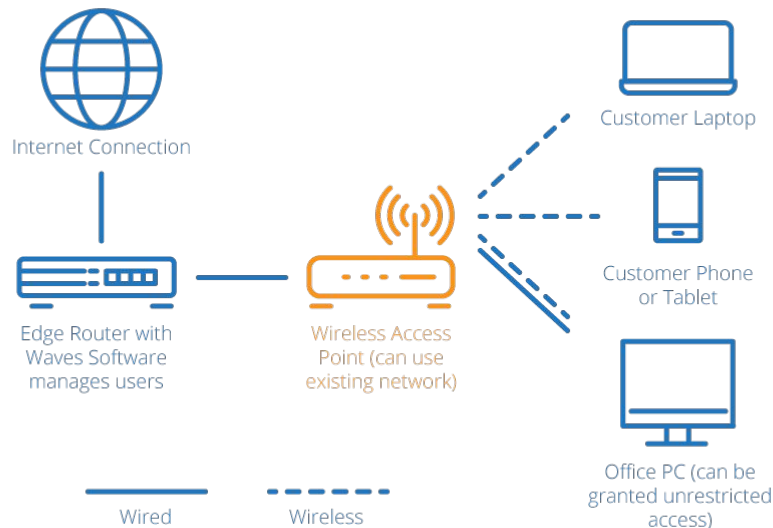 Internet Connection
Customer Laptop
Edge Router with
Waves Software
manages users
Wireless Access
Point (can use
existing network)
Customer Phone
or Tablet
Office PC (can be
granted unrestricted
access)
Wired
Wireless